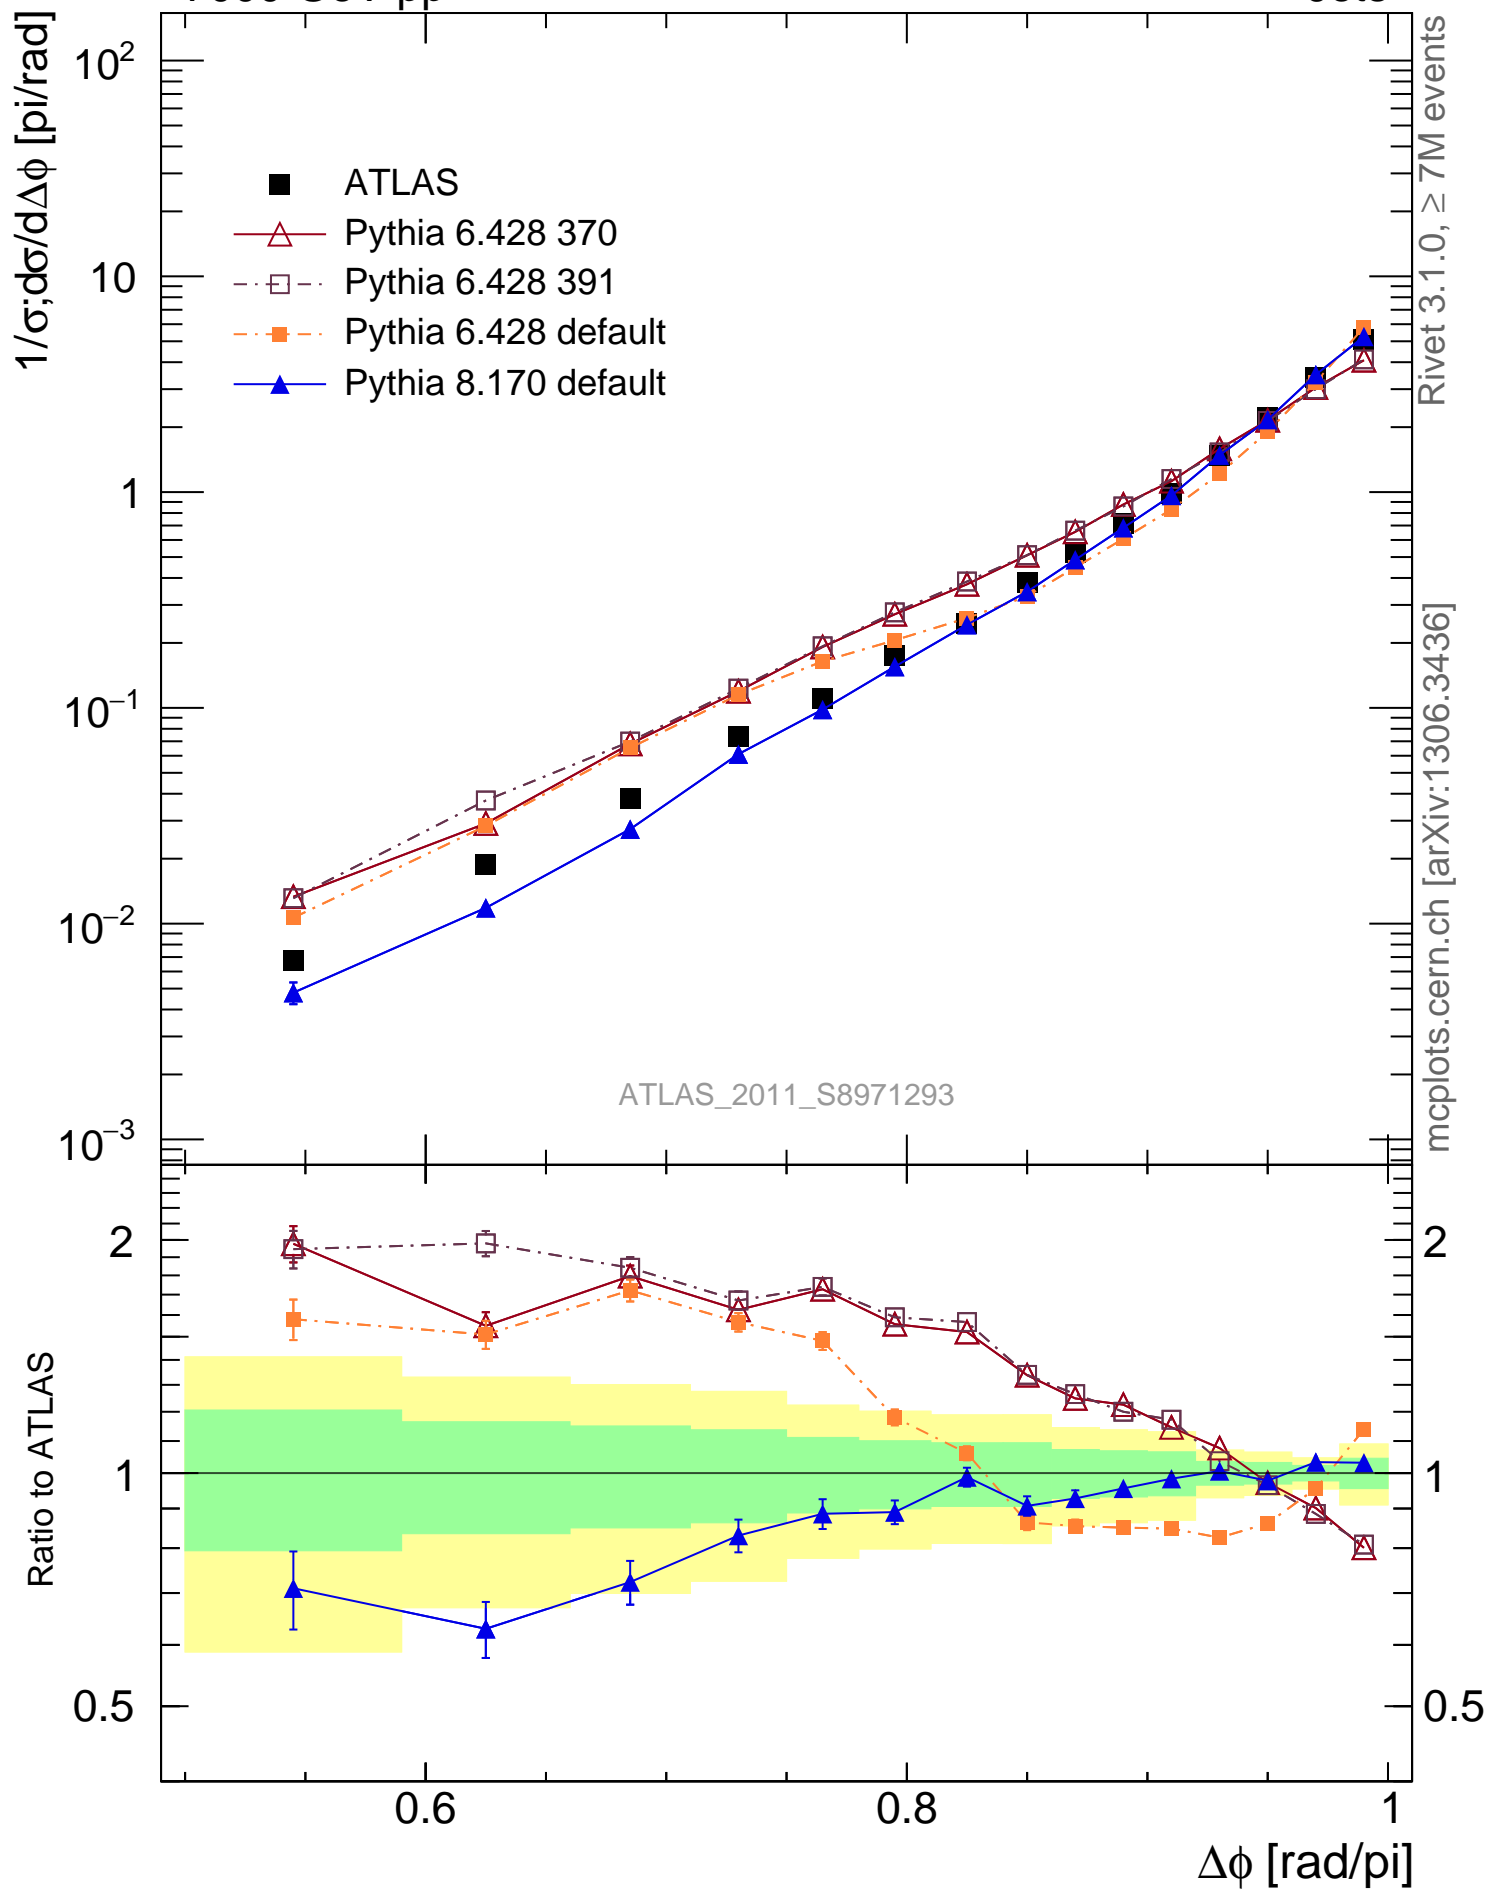 1/σ;dσ/dΔϕ [pi/rad]
10²
10
1
10⁻¹
10⁻²
10⁻³
ATLAS
Pythia 6.428 370
Pythia 6.428 391
Pythia 6.428 default
Pythia 8.170 default
ATLAS_2011_S8971293
Rivet 3.1.0, ≥ 7M events
mcplots.cern.ch [arXiv:1306.3436]
Ratio to ATLAS
2
1
0.5
2
1
0.5
0.6
0.8
1
Δϕ [rad/pi]